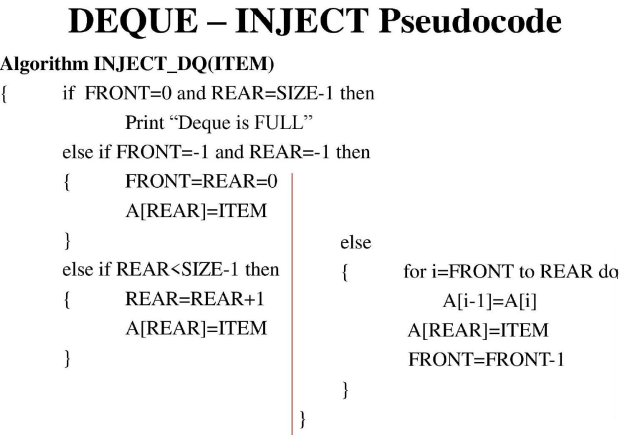 DEQUE – INJECT Pseudocode
Algorithm INJECT_DQ(ITEM)
{ if FRONT=0 and REAR=SIZE-1 then
Print “Deque is FULL”
else if FRONT=-1 and REAR=-1 then
{ FRONT=REAR=0
A[REAR]=ITEM
}
else if REAR<SIZE-1 then
{ REAR=REAR+1
A[REAR]=ITEM
}
else
{ for i=FRONT to REAR do
A[i-1]=A[i]
A[REAR]=ITEM
FRONT=FRONT-1
}
}